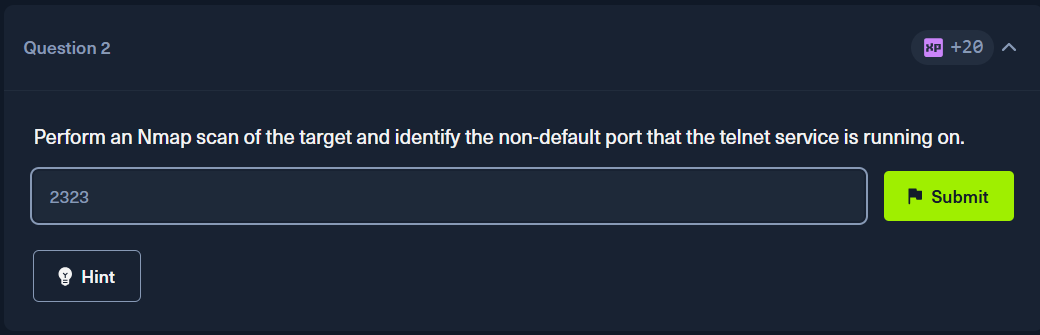 Question 2
XP +20
Perform an Nmap scan of the target and identify the non-default port that the telnet service is running on.
2323
Submit
Hint